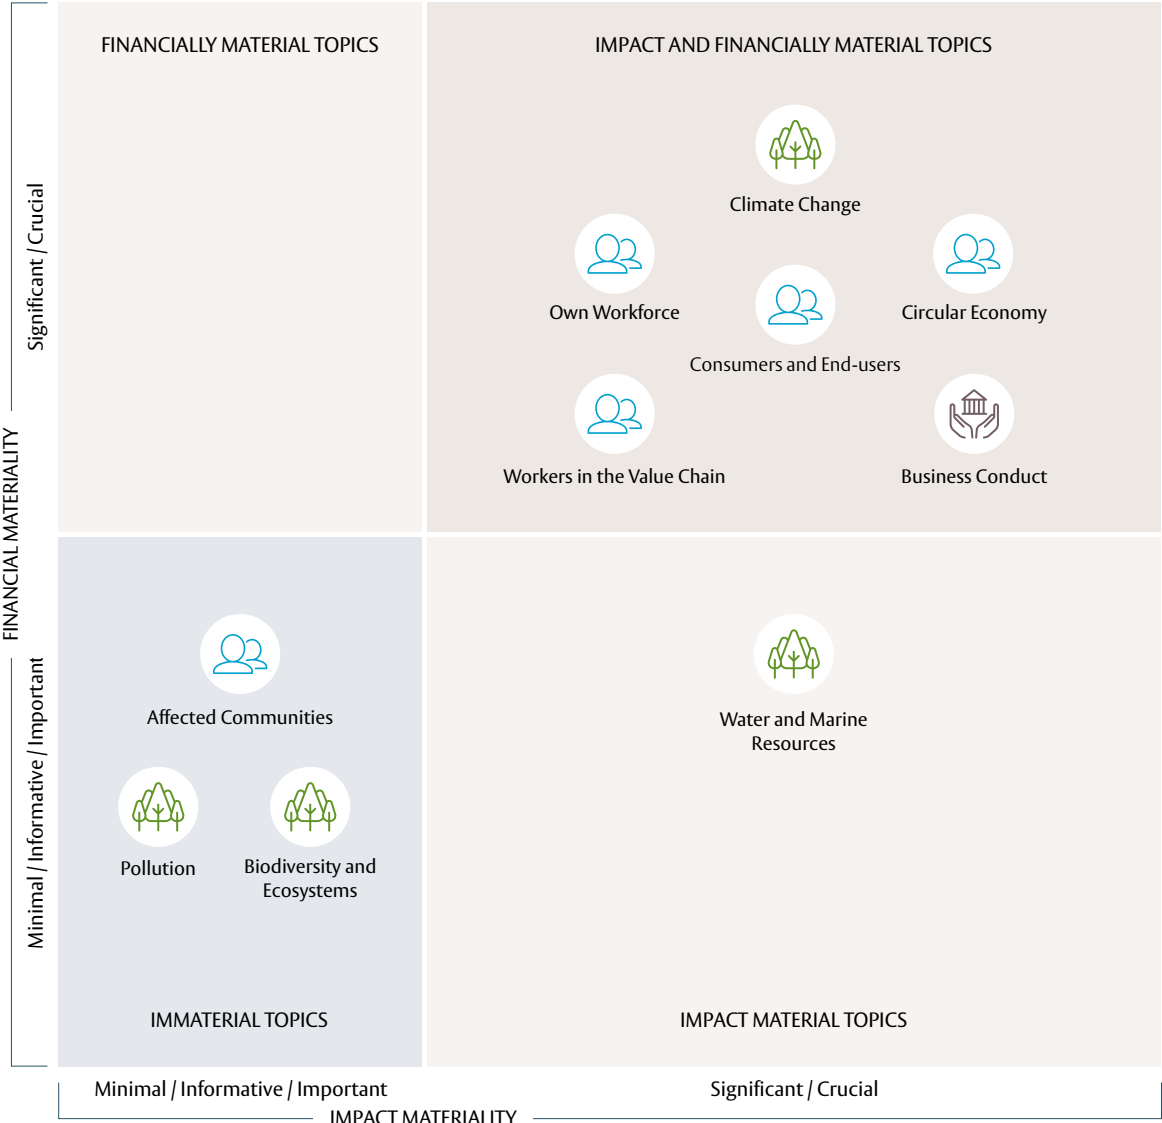 FINANCIALLY MATERIAL TOPICS
IMPACT AND FINANCIALLY MATERIAL TOPICS
Climate Change
Own Workforce
Circular Economy
Consumers and End-users
Workers in the Value Chain
Business Conduct
Significant / Crucial
FINANCIAL MATERIALITY
Minimal / Informative / Important
Affected Communities
Pollution
Biodiversity and
Ecosystems
IMMATERIAL TOPICS
Water and Marine
Resources
IMPACT MATERIAL TOPICS
Minimal / Informative / Important
Significant / Crucial
IMPACT MATERIALITY